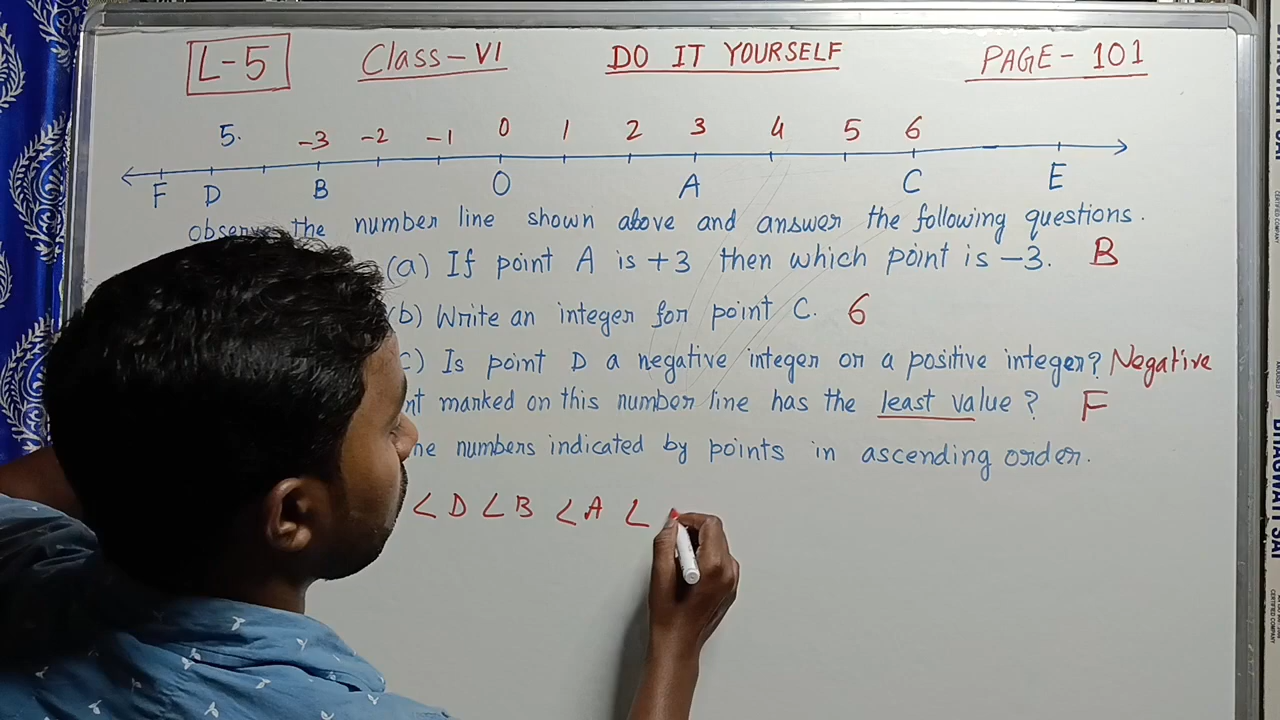 L-5 Class-VI DO IT YOURSELF PAGE-101
5. -3 -2 -1 0 1 2 3 4 5 6
F D B O A C E
observe the number line shown above and answer the following questions.
(a) If point A is +3 then which point is -3. B
(b) Write an integer for point C. 6
c) Is point D a negative integer or a positive integer? Negative
marked on this number line has the least value? F
numbers indicated by points in ascending order.
< D < B < A <